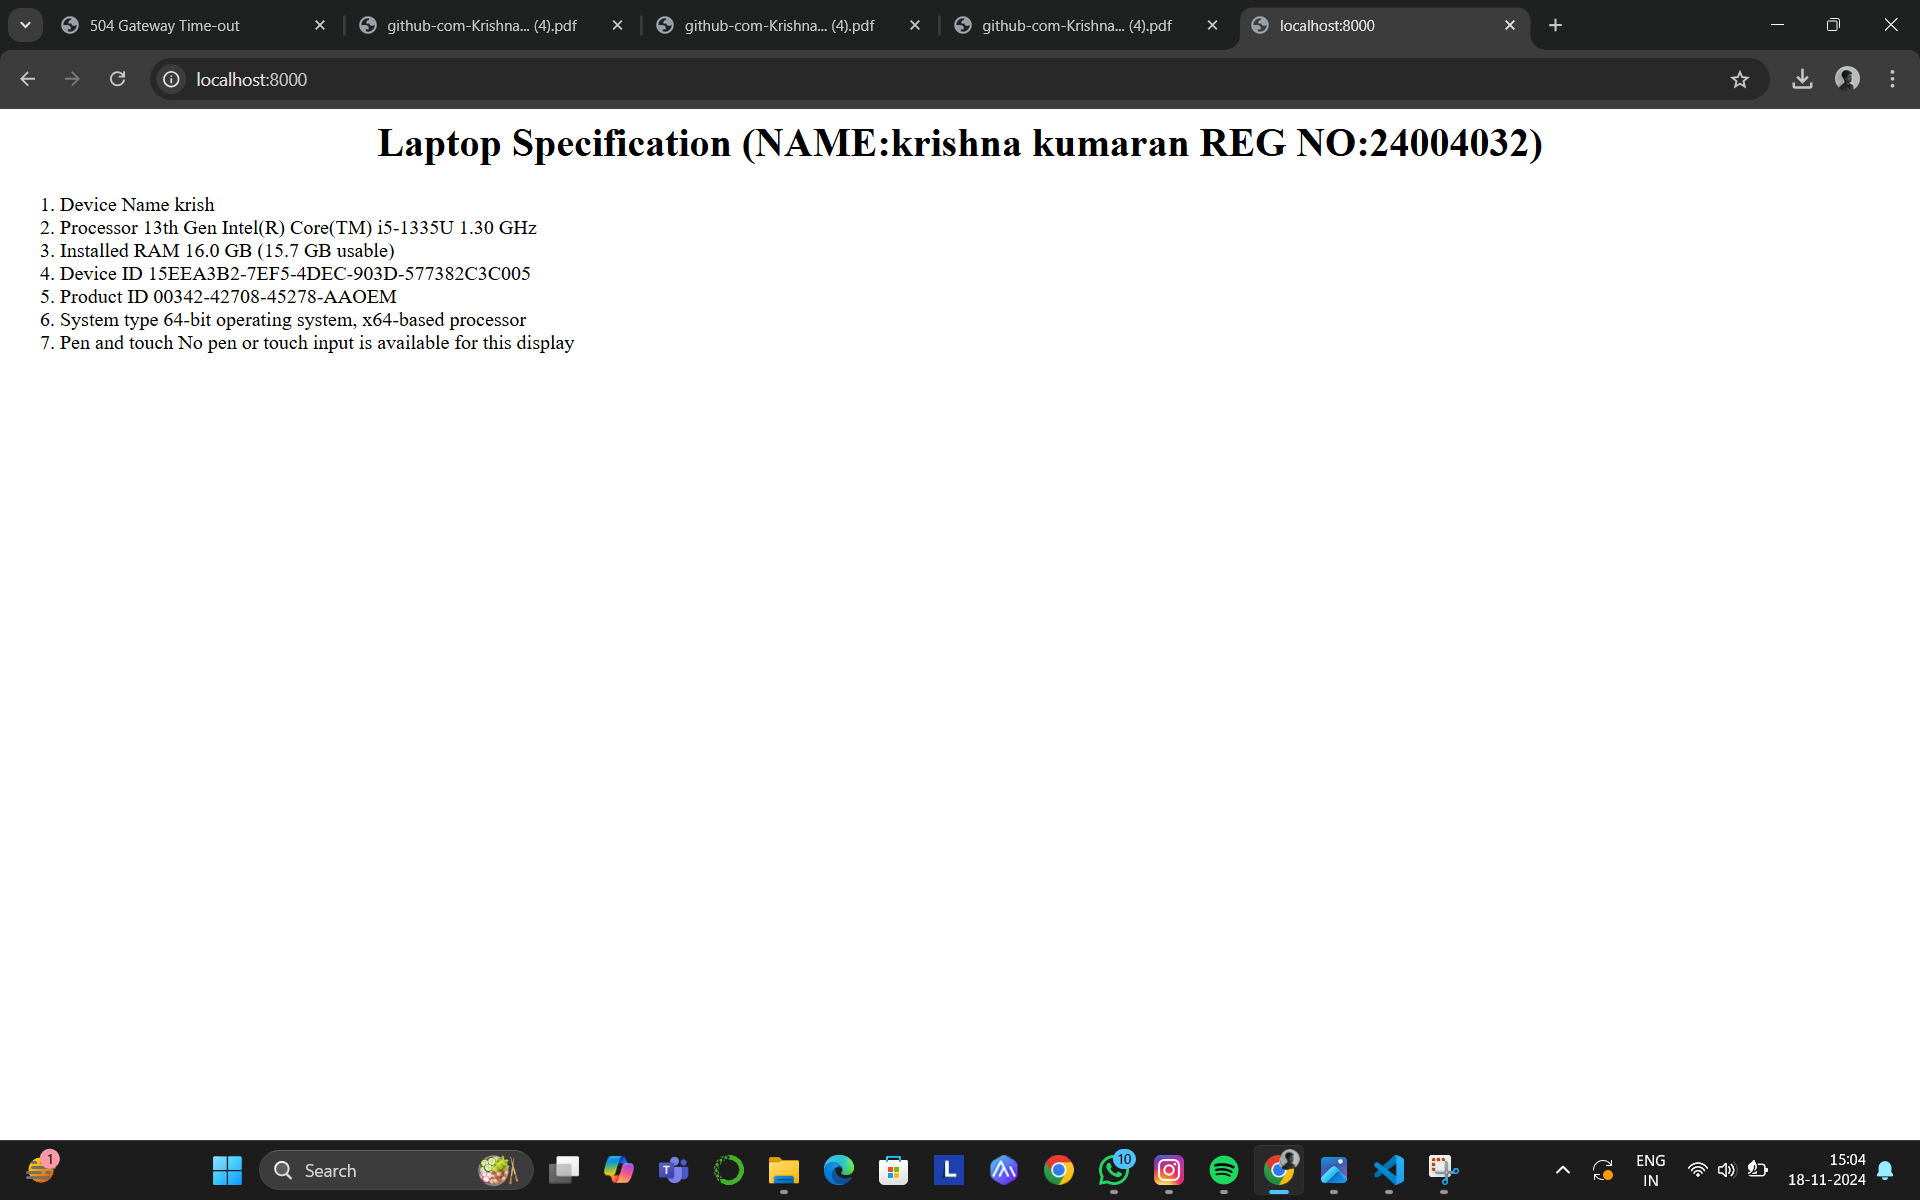 504 Gateway Time-out
github-com-Krishna... (4).pdf
github-com-Krishna... (4).pdf
github-com-Krishna... (4).pdf
localhost:8000
localhost:8000
Laptop Specification (NAME:krishna kumaran REG NO:24004032)
1. Device Name krish
2. Processor 13th Gen Intel(R) Core(TM) i5-1335U 1.30 GHz
3. Installed RAM 16.0 GB (15.7 GB usable)
4. Device ID 15EEA3B2-7EF5-4DEC-903D-577382C3C005
5. Product ID 00342-42708-45278-AAOEM
6. System type 64-bit operating system, x64-based processor
7. Pen and touch No pen or touch input is available for this display
1
Search
T
L
10
ENG
IN
15:04
18-11-2024